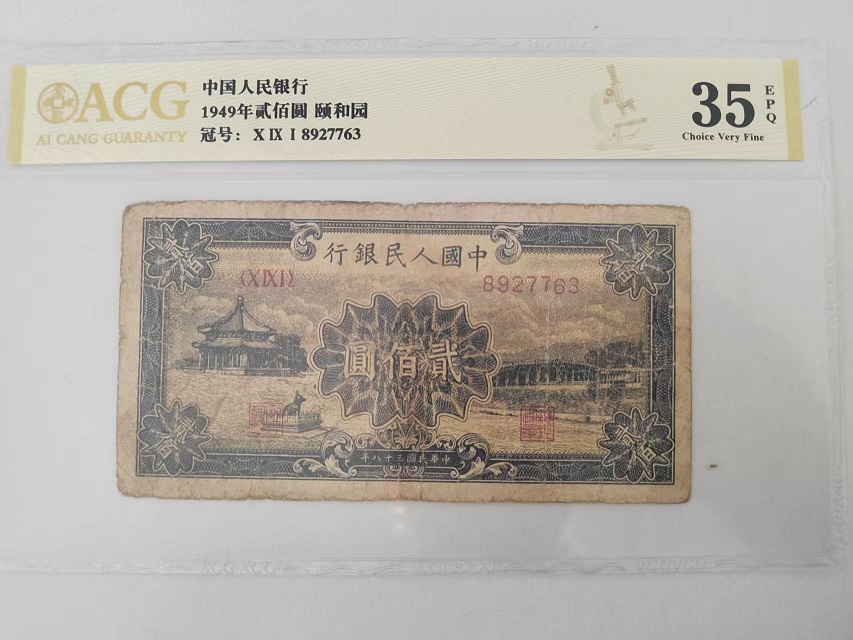 ACG
AI CANG GUARANTY
中国人民银行
1949年贰佰圆 颐和园
冠号: X IX I 8927763
35
EPQ
Choice Very Fine
行銀民人國中
(XIXI)
8927763
圓佰貳
年八十三國民華中